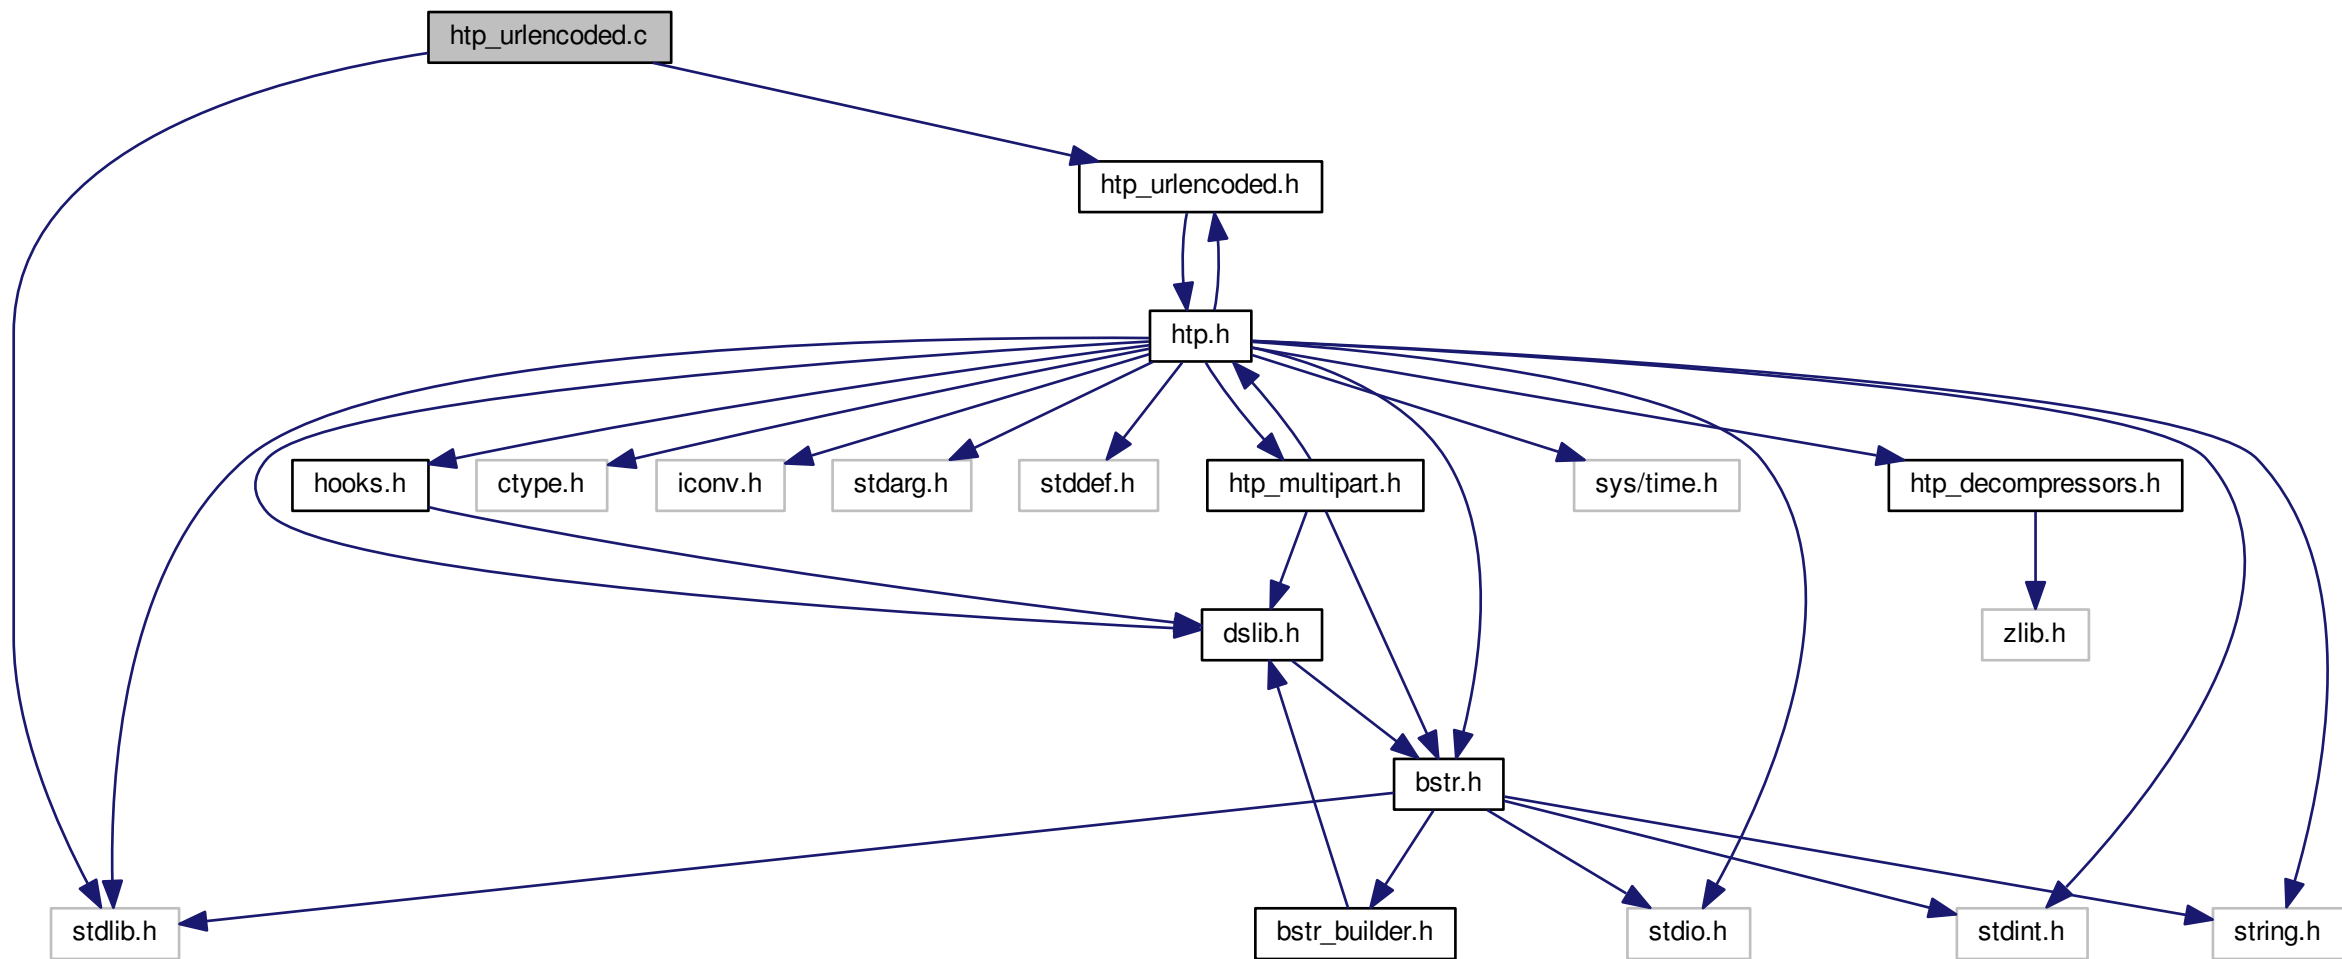 htp_urlencoded.c
htp_urlencoded.h
htp.h
hooks.h
ctype.h
iconv.h
stdarg.h
stddef.h
htp_multipart.h
sys/time.h
htp_decompressors.h
dslib.h
zlib.h
bstr.h
stdlib.h
bstr_builder.h
stdio.h
stdint.h
string.h